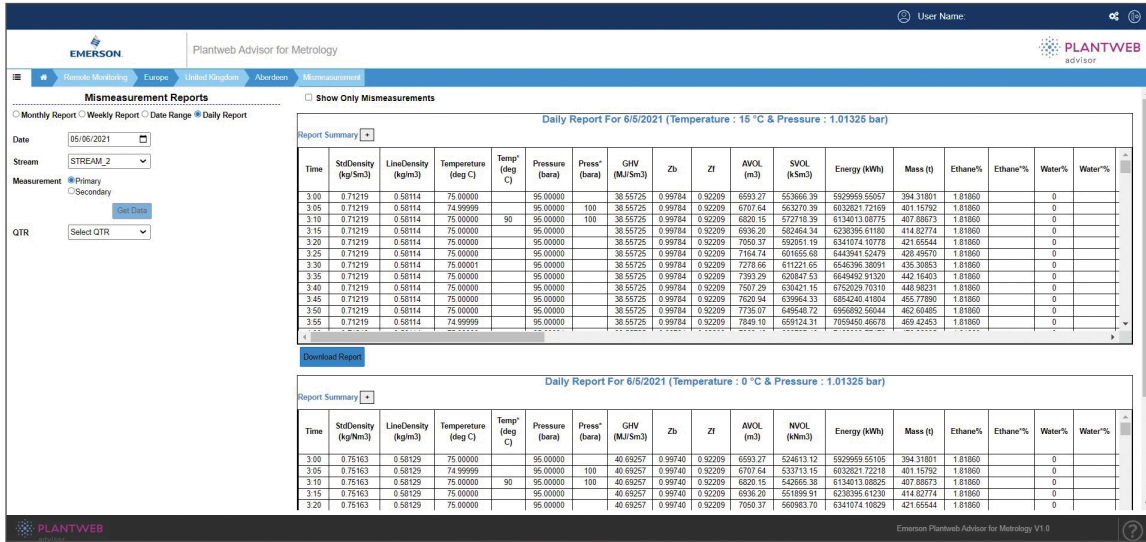 User Name:
EMERSON
Plantweb Advisor for Metrology
PLANTWEB
advisor
Remote Monitoring Europe United Kingdom Aberdeen Mismeasurement
Mismeasurement Reports
Monthly Report Weekly Report Date Range Daily Report
Date 05/06/2021
Stream STREAM_2
Measurement Primary
Secondary
Get Data
QTR Select QTR
Show Only Mismeasurements
Daily Report For 6/5/2021 (Temperature : 15 °C & Pressure : 1.01325 bar)
Report Summary +
Time StdDensity (kg/Sm3) LineDensity (kg/m3) Tempereture (deg C) Temp* (deg C) Pressure (bara) Press* (bara) GHV (MJ/Sm3) Zb Zf AVOL (m3) SVOL (kSm3) Energy (kWh) Mass (t) Ethane% Ethane*% Water% Water*%
3:00 0.71219 0.58114 75.00000 95.00000 38.55725 0.99784 0.92209 6593.27 553666.39 5929959.55057 394.31801 1.81860 0
3:05 0.71219 0.58114 74.99999 95.00000 100 38.55725 0.99784 0.92209 6707.64 563270.39 6032821.72169 401.15792 1.81860 0
3:10 0.71219 0.58114 75.00000 90 95.00000 100 38.55725 0.99784 0.92209 6820.15 572718.39 6134013.08775 407.88673 1.81860 0
3:15 0.71219 0.58114 75.00000 95.00000 38.55725 0.99784 0.92209 6936.20 582464.34 6238395.61180 414.82774 1.81860 0
3:20 0.71219 0.58114 75.00000 95.00000 38.55725 0.99784 0.92209 7050.37 592051.19 6341074.10778 421.65544 1.81860 0
3:25 0.71219 0.58114 75.00000 95.00000 38.55725 0.99784 0.92209 7164.74 601655.68 6443941.52479 428.49570 1.81860 0
3:30 0.71219 0.58114 75.00001 95.00000 38.55725 0.99784 0.92209 7278.66 611221.65 6546396.38091 435.30853 1.81860 0
3:35 0.71219 0.58114 75.00000 95.00000 38.55725 0.99784 0.92209 7393.29 620847.53 6649492.91320 442.16403 1.81860 0
3:40 0.71219 0.58114 75.00000 95.00000 38.55725 0.99784 0.92209 7507.29 630421.15 6752029.70310 448.98231 1.81860 0
3:45 0.71219 0.58114 75.00000 95.00000 38.55725 0.99784 0.92209 7620.94 639964.33 6854240.41804 455.77890 1.81860 0
3:50 0.71219 0.58114 75.00000 95.00000 38.55725 0.99784 0.92209 7735.07 649548.72 6956892.56044 462.60485 1.81860 0
3:55 0.71219 0.58114 74.99999 95.00000 38.55725 0.99784 0.92209 7849.10 659124.31 7059450.46678 469.42453 1.81860 0
Download Report
Daily Report For 6/5/2021 (Temperature : 0 °C & Pressure : 1.01325 bar)
Report Summary +
Time StdDensity (kg/Nm3) LineDensity (kg/m3) Tempereture (deg C) Temp* (deg C) Pressure (bara) Press* (bara) GHV (MJ/Sm3) Zb Zf AVOL (m3) NVOL (kNm3) Energy (kWh) Mass (t) Ethane% Ethane*% Water% Water*%
3:00 0.75163 0.58129 75.00000 95.00000 40.69257 0.99740 0.92209 6593.27 524613.12 5929959.55105 394.31801 1.81860 0
3:05 0.75163 0.58129 74.99999 95.00000 100 40.69257 0.99740 0.92209 6707.64 533713.15 6032821.72218 401.15792 1.81860 0
3:10 0.75163 0.58129 75.00000 90 95.00000 100 40.69257 0.99740 0.92209 6820.15 542665.38 6134013.08825 407.88673 1.81860 0
3:15 0.75163 0.58129 75.00000 95.00000 40.69257 0.99740 0.92209 6936.20 551899.91 6238395.61230 414.82774 1.81860 0
3:20 0.75163 0.58129 75.00000 95.00000 40.69257 0.99740 0.92209 7050.37 560983.70 6341074.10829 421.65544 1.81860 0
PLANTWEB
advisor
Emerson Plantweb Advisor for Metrology V1.0
?